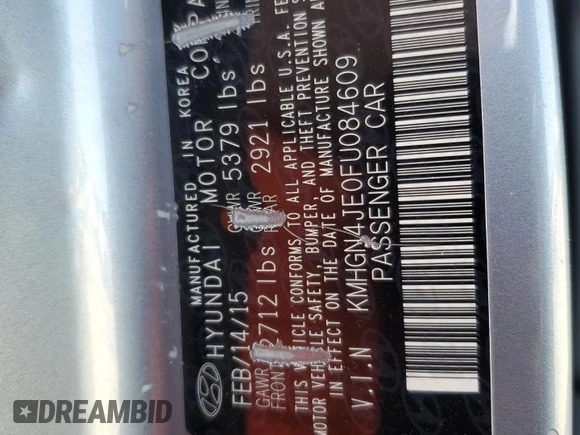 MANUFACTURED IN KOREA
HYUNDAI MOTOR COMPA
FEB/14/15 GVWR 5379 lbs
GAWR FRONT 2712 lbs GAWR REAR 2921 lbs
THIS VEHICLE CONFORMS TO ALL APPLICABLE U.S.A. FE
MOTOR VEHICLE SAFETY, BUMPER, AND THEFT PREVENTION S
IN EFFECT ON THE DATE OF MANUFACTURE SHOWN A
V.I.N KMHGN4JE0FU084609
PASSENGER CAR
DREAMBID